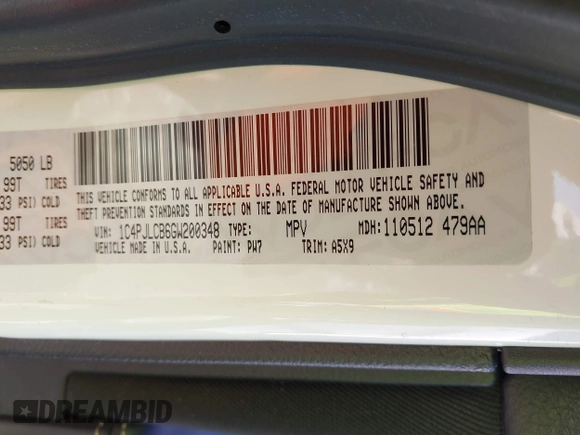 5050 LB
99T TIRES
33 PSI) COLD
99T TIRES
33 PSI) COLD
THIS VEHICLE CONFORMS TO ALL APPLICABLE U.S.A. FEDERAL MOTOR VEHICLE SAFETY AND
THEFT PREVENTION STANDARDS IN EFFECT ON THE DATE OF MANUFACTURE SHOWN ABOVE.
VIN: 1C4PJLCB6GW200348 TYPE: MPV MDH: 110512 479AA
VEHICLE MADE IN U.S.A. PAINT: PW7 TRIM: A5X9
DREAMBID